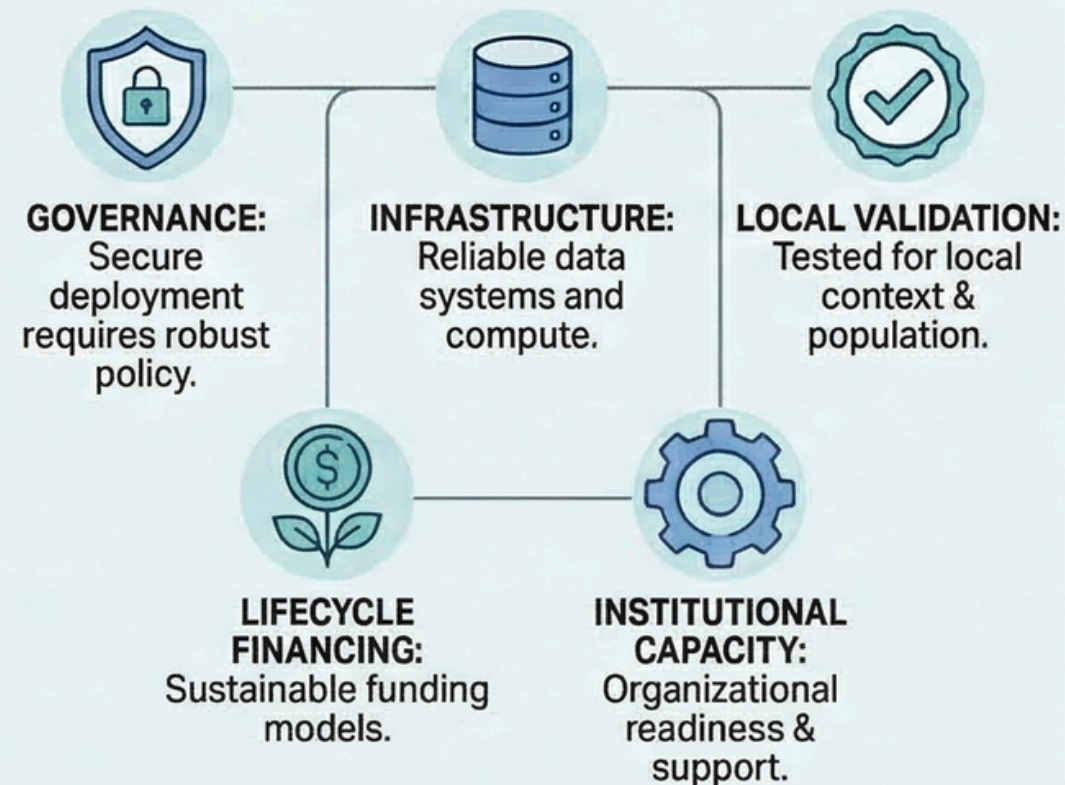 GOVERNANCE:
Secure
deployment
requires robust
policy.
INFRASTRUCTURE:
Reliable data
systems and
compute.
LOCAL VALIDATION:
Tested for local
context &
population.
$
LIFECYCLE
FINANCING:
Sustainable funding
models.
INSTITUTIONAL
CAPACITY:
Organizational
readiness &
support.